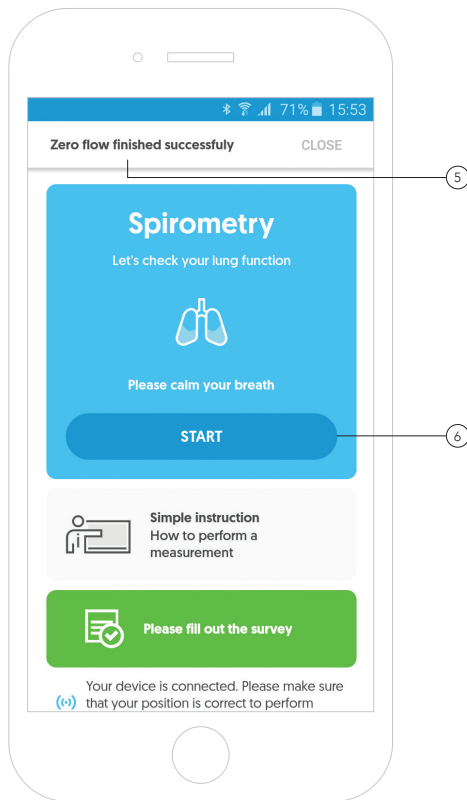 71% 15:53
Zero flow finished successfuly CLOSE
5
Spirometry
Let's check your lung function
Please calm your breath
START
6
Simple instruction
How to perform a
measurement
Please fill out the survey
Your device is connected. Please make sure
that your position is correct to perform